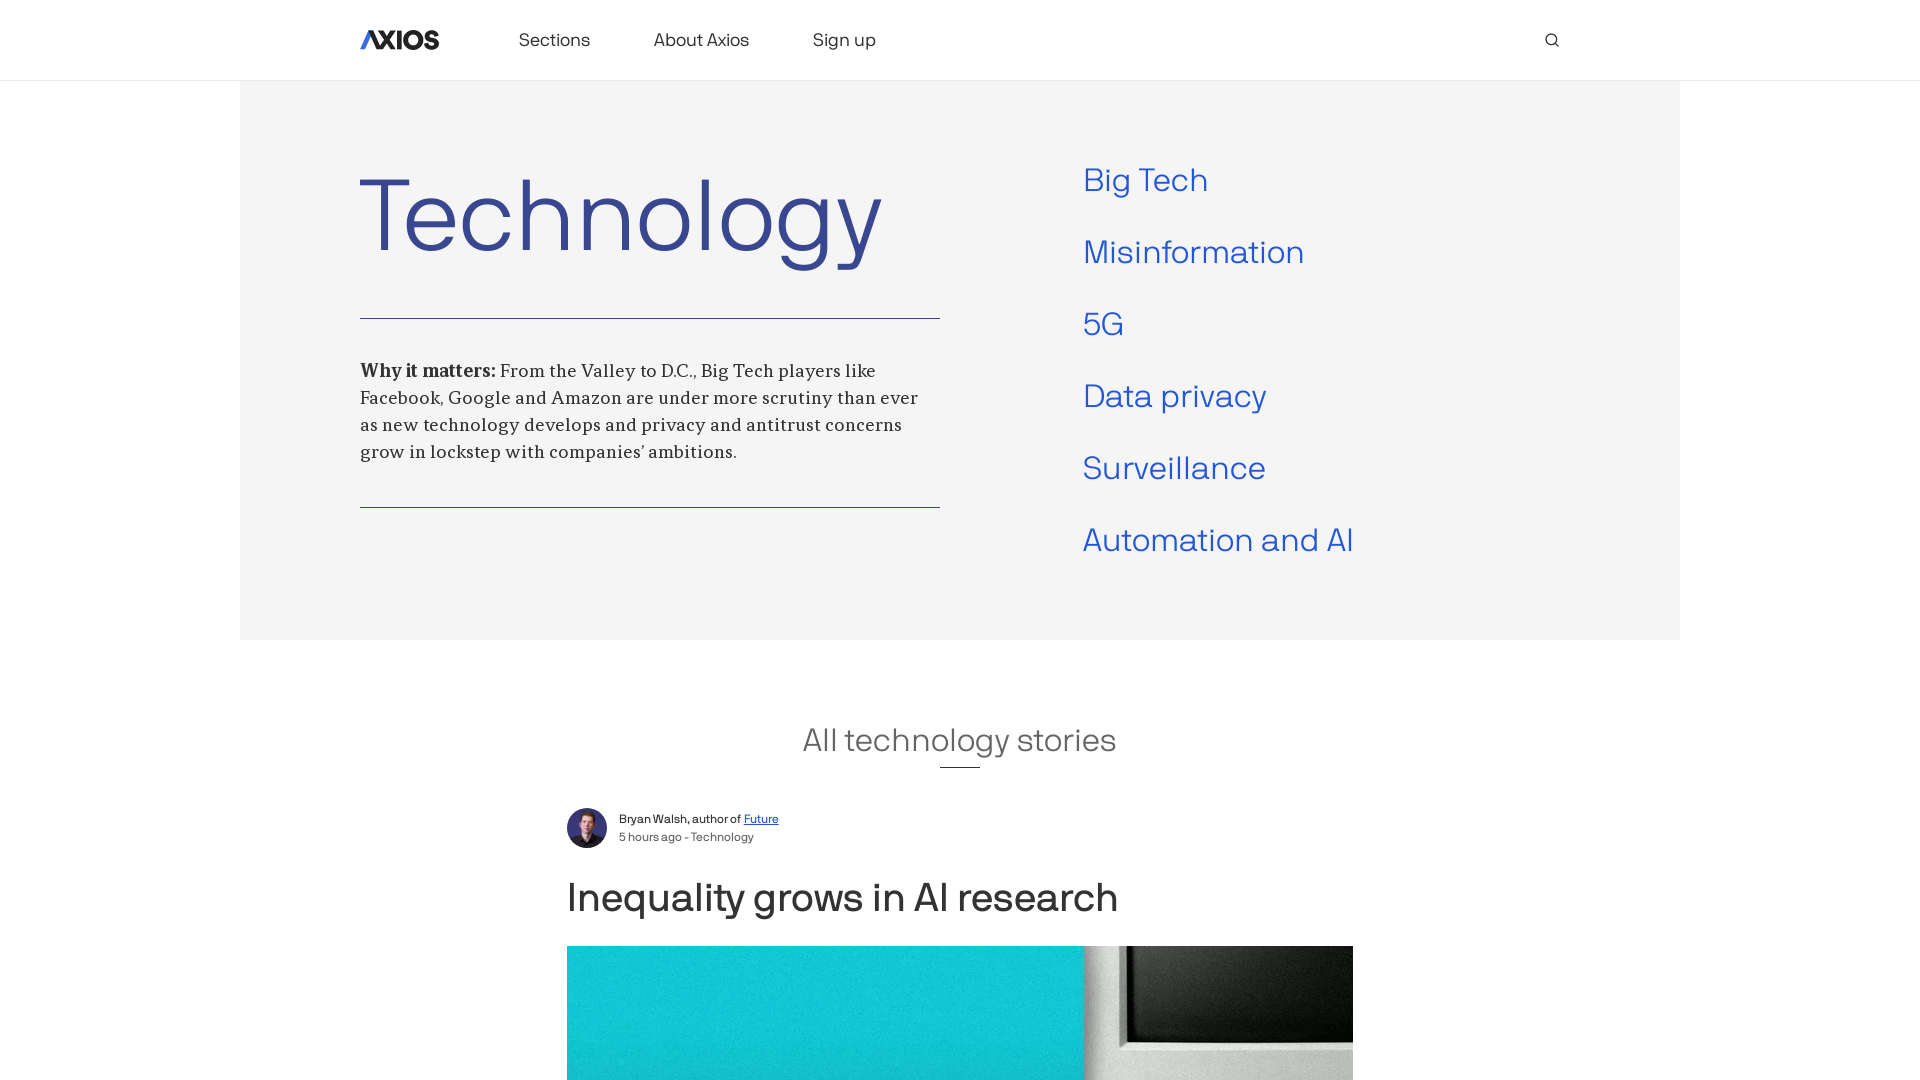 AXIOS
Sections
About Axios
Sign up
Technology
Why it matters: From the Valley to D.C., Big Tech players like
Facebook, Google and Amazon are under more scrutiny than ever
as new technology develops and privacy and antitrust concerns
grow in lockstep with companies’ ambitions.
Big Tech
Misinformation
5G
Data privacy
Surveillance
Automation and AI
All technology stories
Bryan Walsh, author of Future
5 hours ago - Technology
Inequality grows in AI research